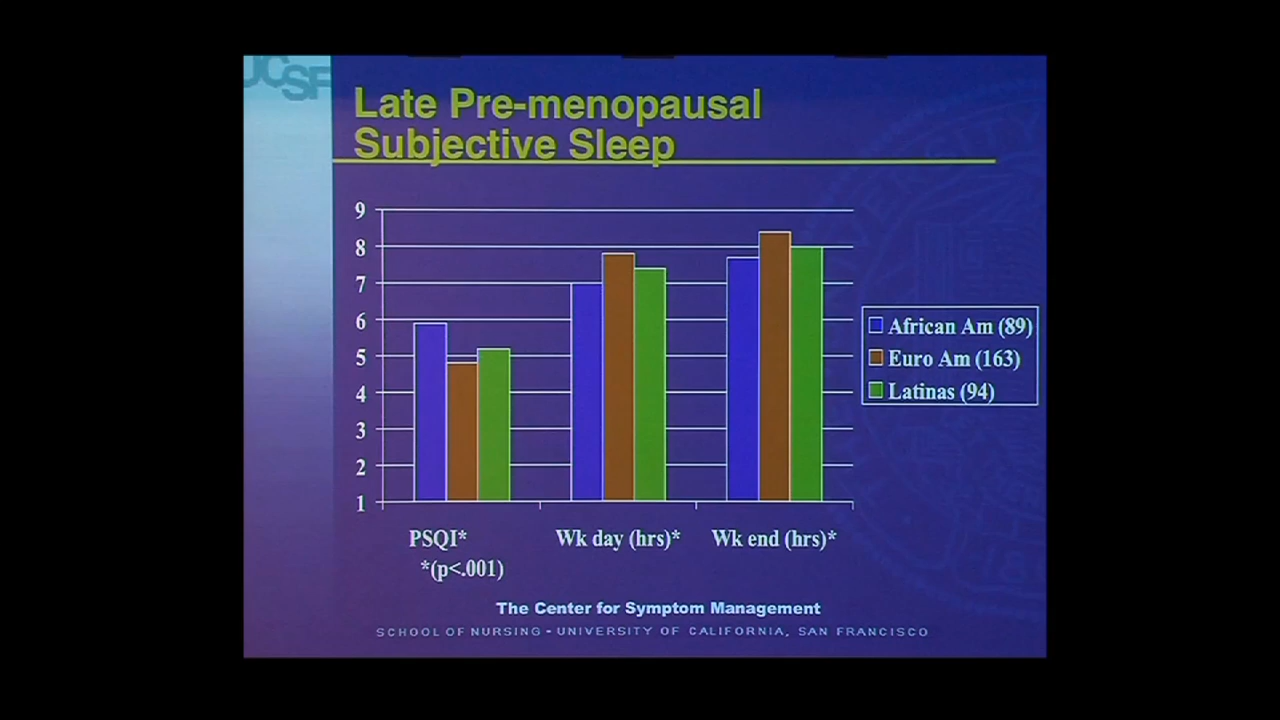 UCSF
Late Pre-menopausal
Subjective Sleep
9
8
7
6
5
4
3
2
1
African Am (89)
Euro Am (163)
Latinas (94)
PSQI* Wk day (hrs)* Wk end (hrs)*
*(p<.001)
The Center for Symptom Management
SCHOOL OF NURSING - UNIVERSITY OF CALIFORNIA, SAN FRANCISCO